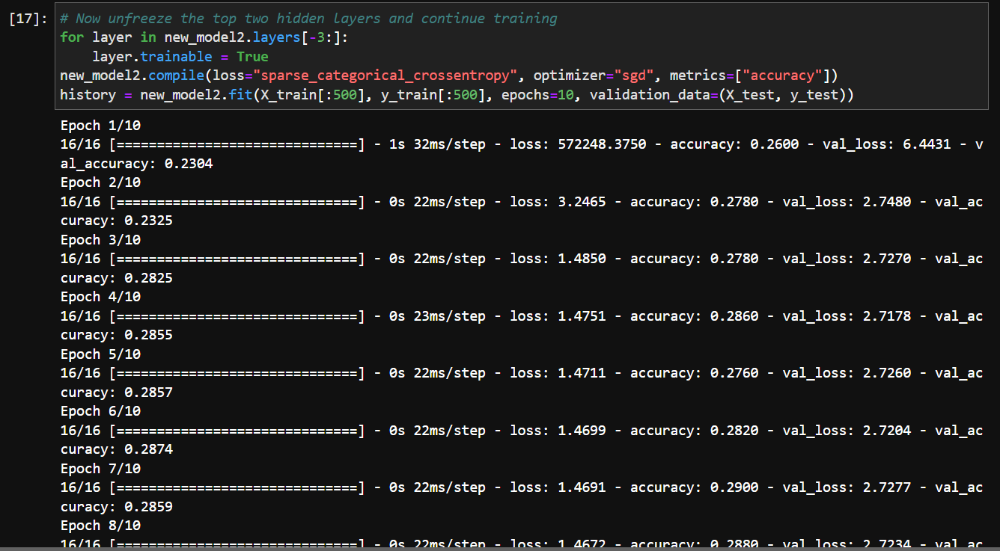 [17]: # Now unfreeze the top two hidden layers and continue training
for layer in new_model2.layers[-3:]:
    layer.trainable = True
new_model2.compile(loss="sparse_categorical_crossentropy", optimizer="sgd", metrics=["accuracy"])
history = new_model2.fit(X_train[:500], y_train[:500], epochs=10, validation_data=(X_test, y_test))
Epoch 1/10
16/16 [==============================] - 1s 32ms/step - loss: 572248.3750 - accuracy: 0.2600 - val_loss: 6.4431 - v
al_accuracy: 0.2304
Epoch 2/10
16/16 [==============================] - 0s 22ms/step - loss: 3.2465 - accuracy: 0.2780 - val_loss: 2.7480 - val_ac
curacy: 0.2325
Epoch 3/10
16/16 [==============================] - 0s 22ms/step - loss: 1.4850 - accuracy: 0.2780 - val_loss: 2.7270 - val_ac
curacy: 0.2825
Epoch 4/10
16/16 [==============================] - 0s 23ms/step - loss: 1.4751 - accuracy: 0.2860 - val_loss: 2.7178 - val_ac
curacy: 0.2855
Epoch 5/10
16/16 [==============================] - 0s 22ms/step - loss: 1.4711 - accuracy: 0.2760 - val_loss: 2.7260 - val_ac
curacy: 0.2857
Epoch 6/10
16/16 [==============================] - 0s 22ms/step - loss: 1.4699 - accuracy: 0.2820 - val_loss: 2.7204 - val_ac
curacy: 0.2874
Epoch 7/10
16/16 [==============================] - 0s 22ms/step - loss: 1.4691 - accuracy: 0.2900 - val_loss: 2.7277 - val_ac
curacy: 0.2859
Epoch 8/10
16/16 [==============================] - 0s 22ms/step - loss: 1.4672 - accuracy: 0.2880 - val_loss: 2.7234 - val_ac